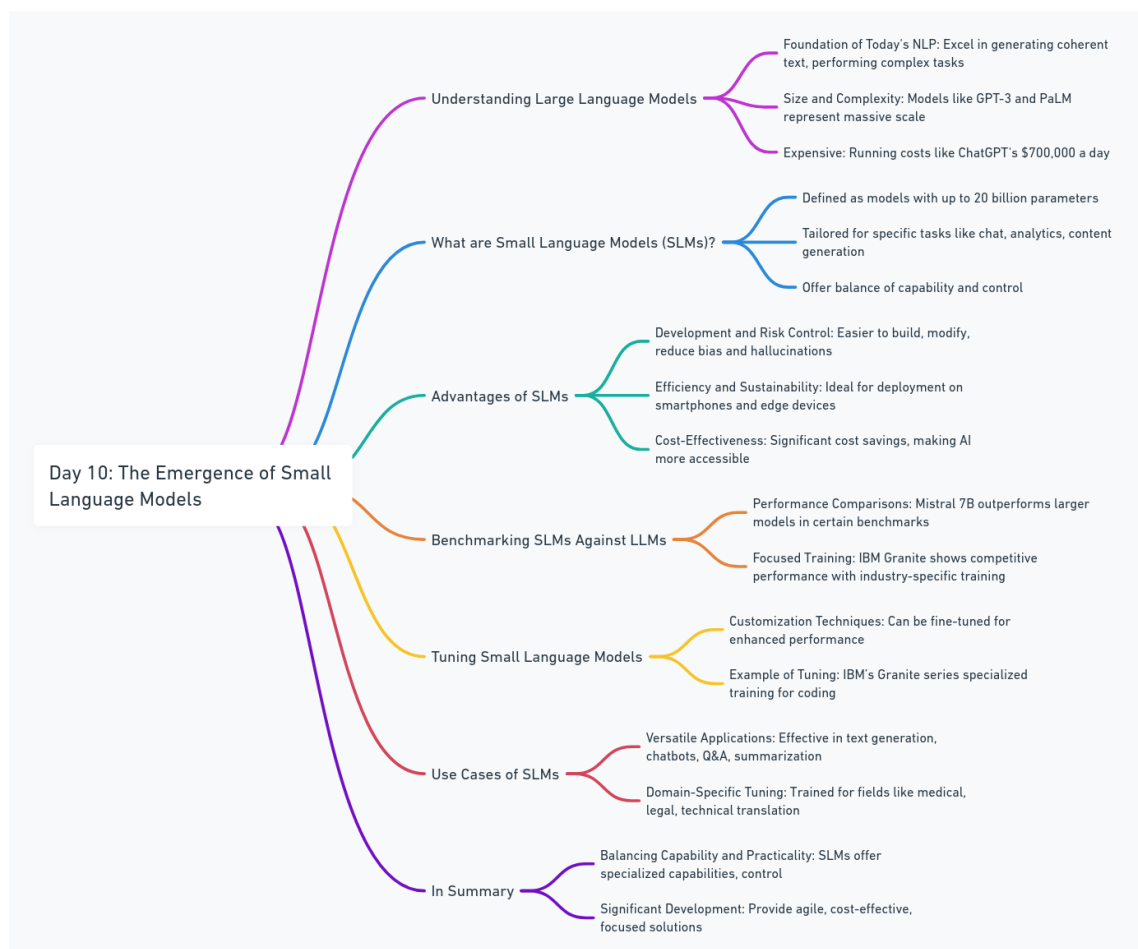 Day 10: The Emergence of Small
Language Models
Understanding Large Language Models
Foundation of Today's NLP: Excel in generating coherent
text, performing complex tasks
Size and Complexity: Models like GPT-3 and PaLM
represent massive scale
Expensive: Running costs like ChatGPT's $700,000 a day
What are Small Language Models (SLMs)?
Defined as models with up to 20 billion parameters
Tailored for specific tasks like chat, analytics, content
generation
Offer balance of capability and control
Advantages of SLMs
Development and Risk Control: Easier to build, modify,
reduce bias and hallucinations
Efficiency and Sustainability: Ideal for deployment on
smartphones and edge devices
Cost-Effectiveness: Significant cost savings, making AI
more accessible
Benchmarking SLMs Against LLMs
Performance Comparisons: Mistral 7B outperforms larger
models in certain benchmarks
Focused Training: IBM Granite shows competitive
performance with industry-specific training
Tuning Small Language Models
Customization Techniques: Can be fine-tuned for
enhanced performance
Example of Tuning: IBM's Granite series specialized
training for coding
Use Cases of SLMs
Versatile Applications: Effective in text generation,
chatbots, Q&A, summarization
Domain-Specific Tuning: Trained for fields like medical,
legal, technical translation
In Summary
Balancing Capability and Practicality: SLMs offer
specialized capabilities, control
Significant Development: Provide agile, cost-effective,
focused solutions